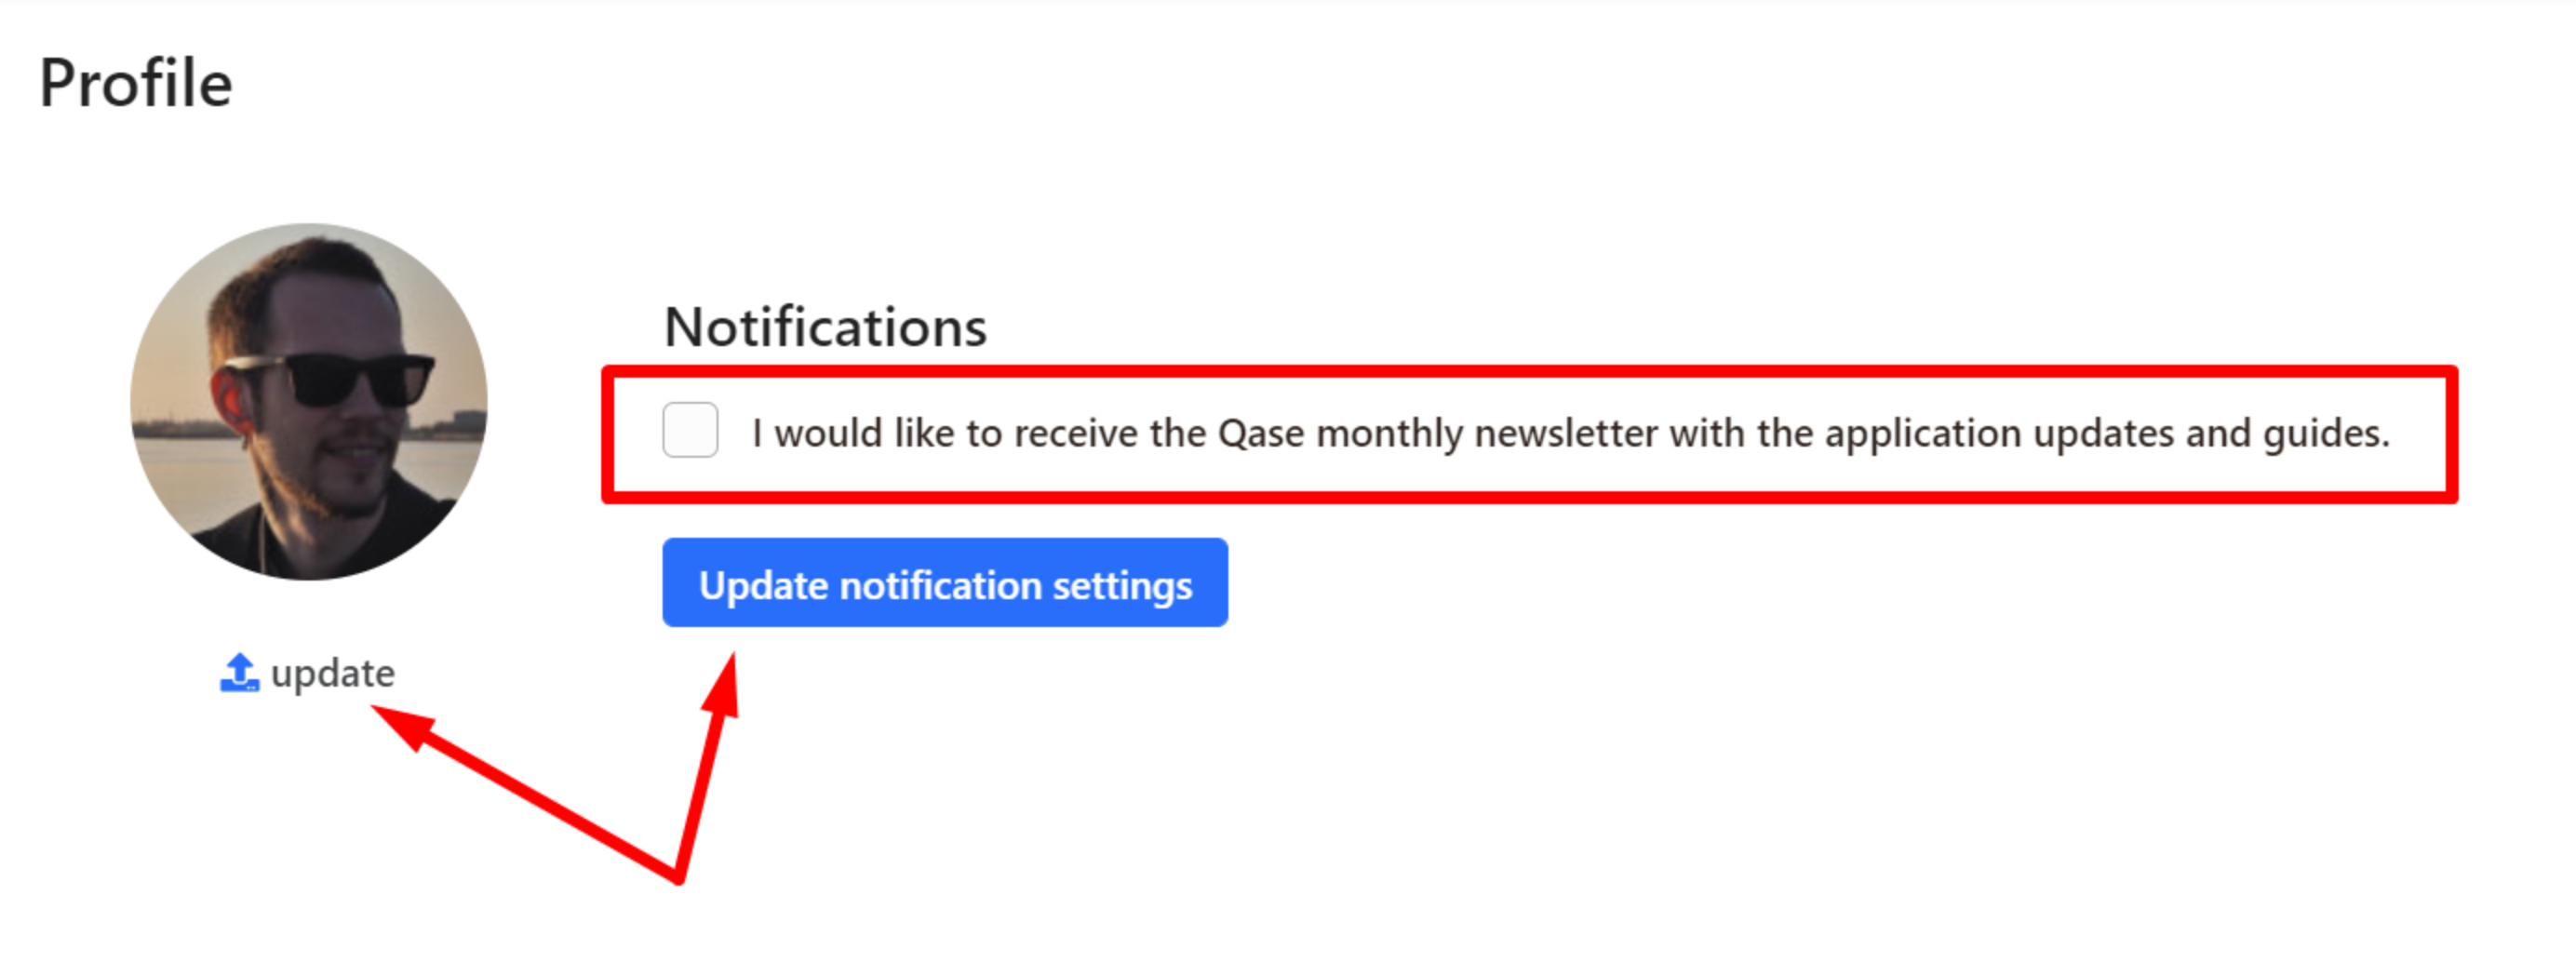 Profile
Notifications
I would like to receive the Qase monthly newsletter with the application updates and guides.
Update notification settings
update